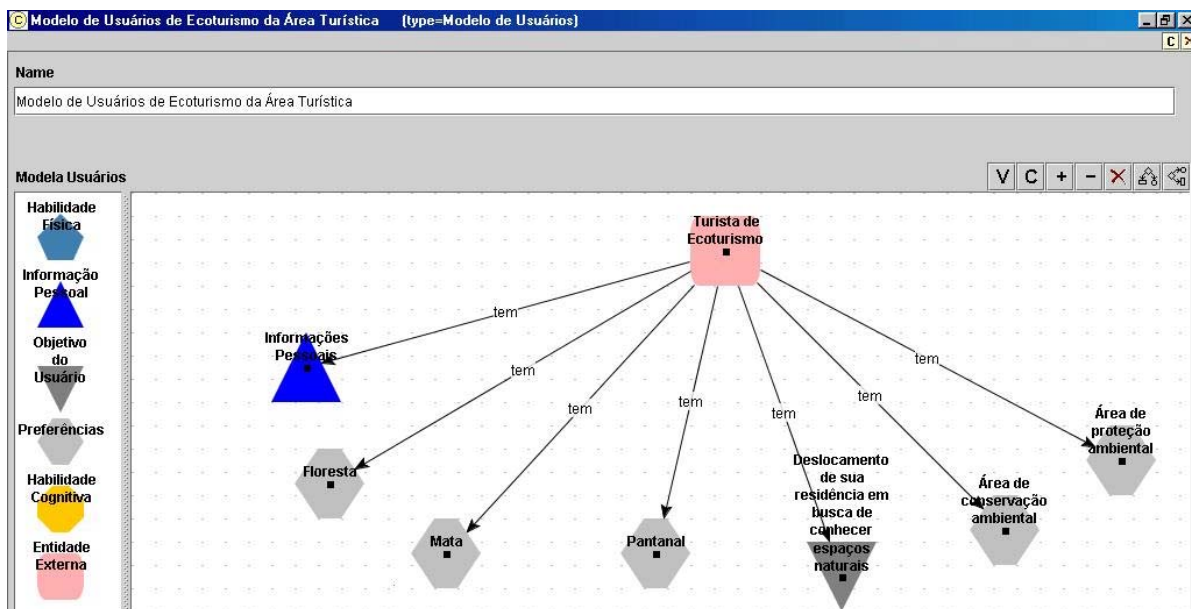 Modelo de Usuários de Ecoturismo da Área Turística (type=Modelo de Usuários)
C
Name
Modelo de Usuários de Ecoturismo da Área Turística
Modela Usuários
V C + −
Habilidade
Física
Informação
Pessoal
Objetivo
do
Usuário
Preferências
Habilidade
Cognitiva
Entidade
Externa
Turista de
Ecoturismo
tem
tem
tem
tem
tem
tem
tem
Informações
Pessoais
Floresta
Mata
Pantanal
Deslocamento
de sua
residência em
busca de
conhecer
espaços
naturais
Área de
conservação
ambiental
Área de
proteção
ambiental